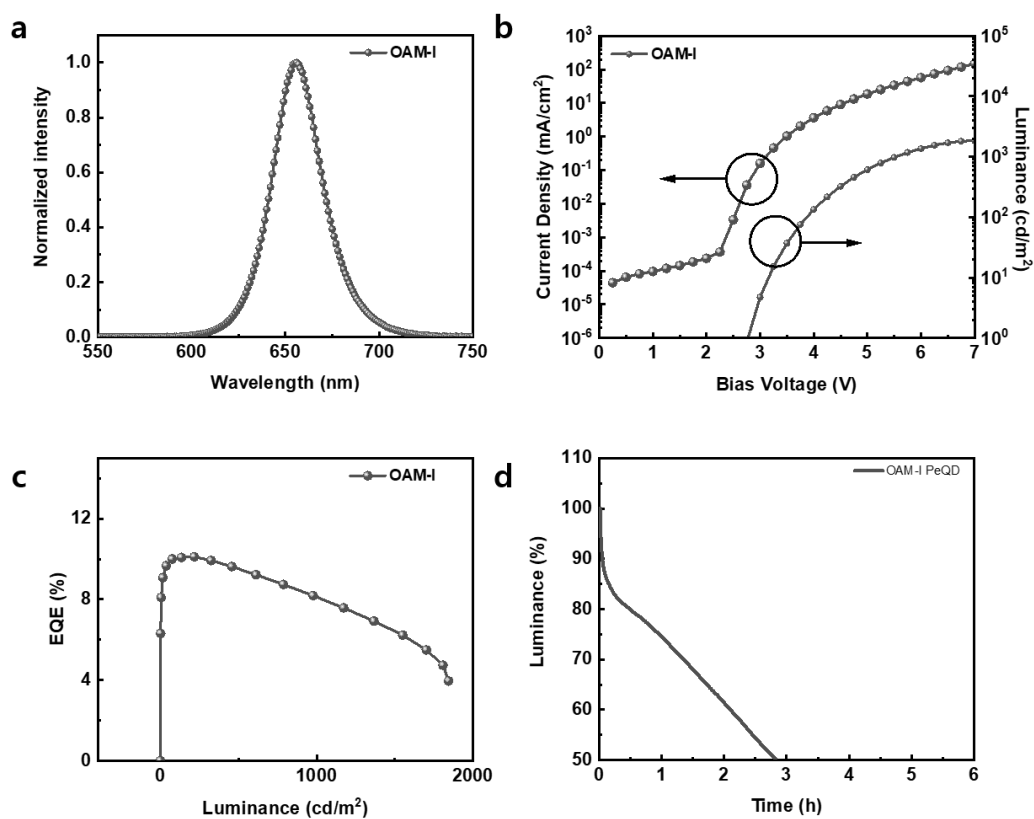 a
OAM-I
1.0
0.8
0.6
0.4
0.2
0.0
Normalized intensity
550 600 650 700 750
Wavelength (nm)
b
OAM-I
10³
10²
10¹
10⁰
10⁻¹
10⁻²
10⁻³
10⁻⁴
10⁻⁵
10⁻⁶
Current Density (mA/cm²)
10⁵
10⁴
10³
10²
10¹
10⁰
Luminance (cd/m²)
0 1 2 3 4 5 6 7
Bias Voltage (V)
c
OAM-I
12
8
4
0
EQE (%)
0 1000 2000
Luminance (cd/m²)
d
OAM-I PeQD
110
100
90
80
70
60
50
Luminance (%)
0 1 2 3 4 5 6
Time (h)